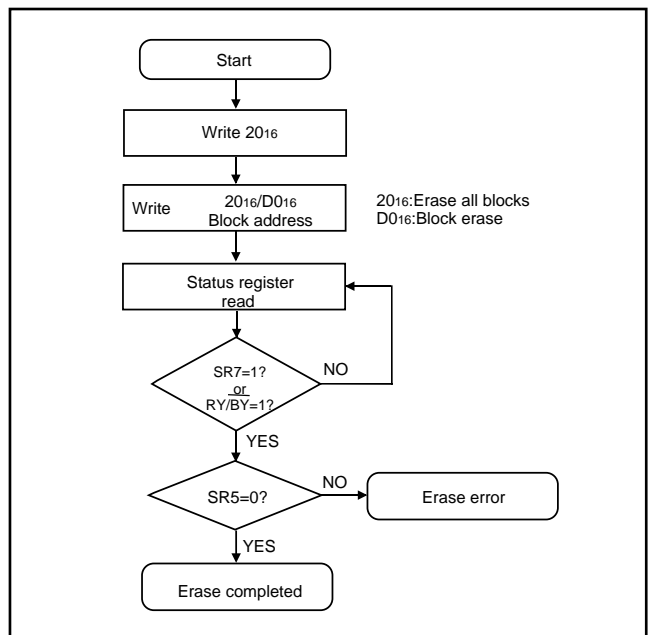 Start
Write 2016
Write 2016/D016
Block address
2016:Erase all blocks
D016:Block erase
Status register
read
SR7=1?
or
RY/BY=1?
NO
YES
SR5=0?
NO
Erase error
YES
Erase completed